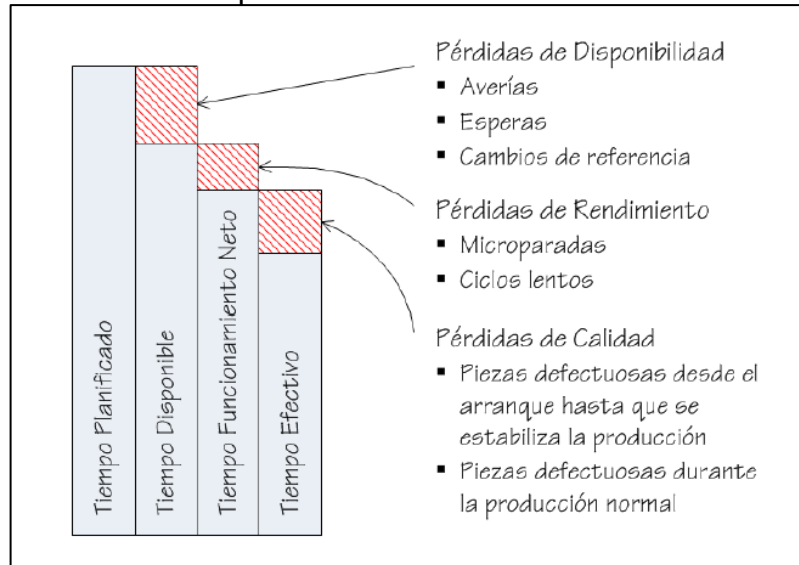 Pérdidas de Disponibilidad
▪ Averías
▪ Esperas
▪ Cambios de referencia
Pérdidas de Rendimiento
▪ Microparadas
▪ Ciclos lentos
Pérdidas de Calidad
▪ Piezas defectuosas desde el
arranque hasta que se
estabiliza la producción
▪ Piezas defectuosas durante
la producción normal
Tiempo Planificado
Tiempo Disponible
Tiempo Funcionamiento Neto
Tiempo Efectivo